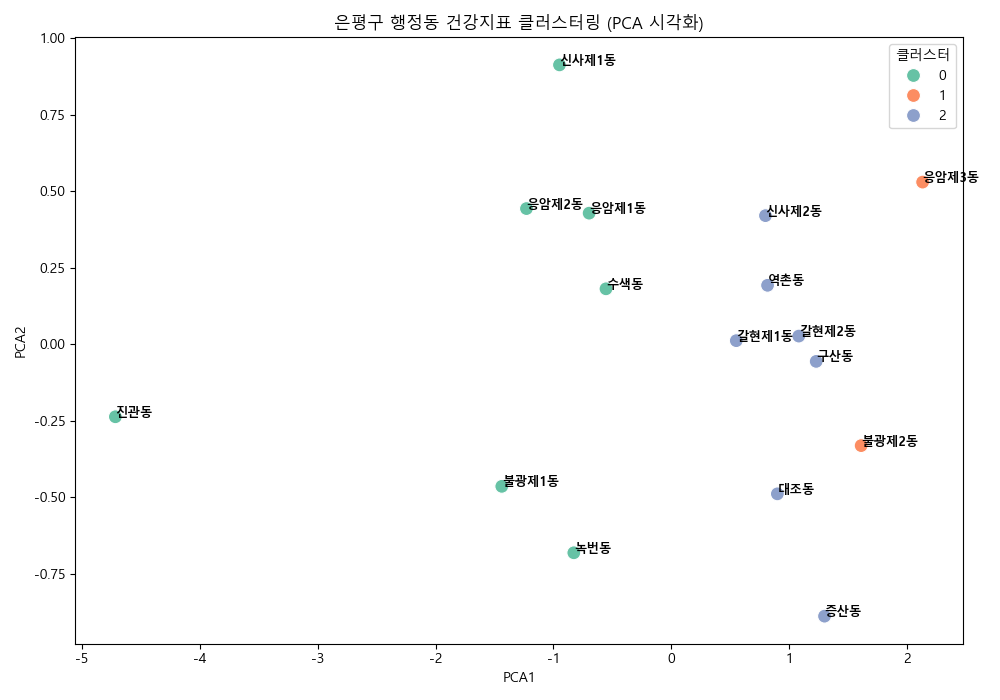 은평구 행정동 건강지표 클러스터링 (PCA 시각화)
클러스터
0
1
2
신사제1동
응암제3동
응암제2동
응암제1동
신사제2동
수색동
역촌동
갈현제1동
갈현제2동
구산동
진관동
불광제2동
불광제1동
대조동
녹번동
증산동
PCA2
1.00
0.75
0.50
0.25
0.00
-0.25
-0.50
-0.75
-5
-4
-3
-2
-1
0
1
2
PCA1